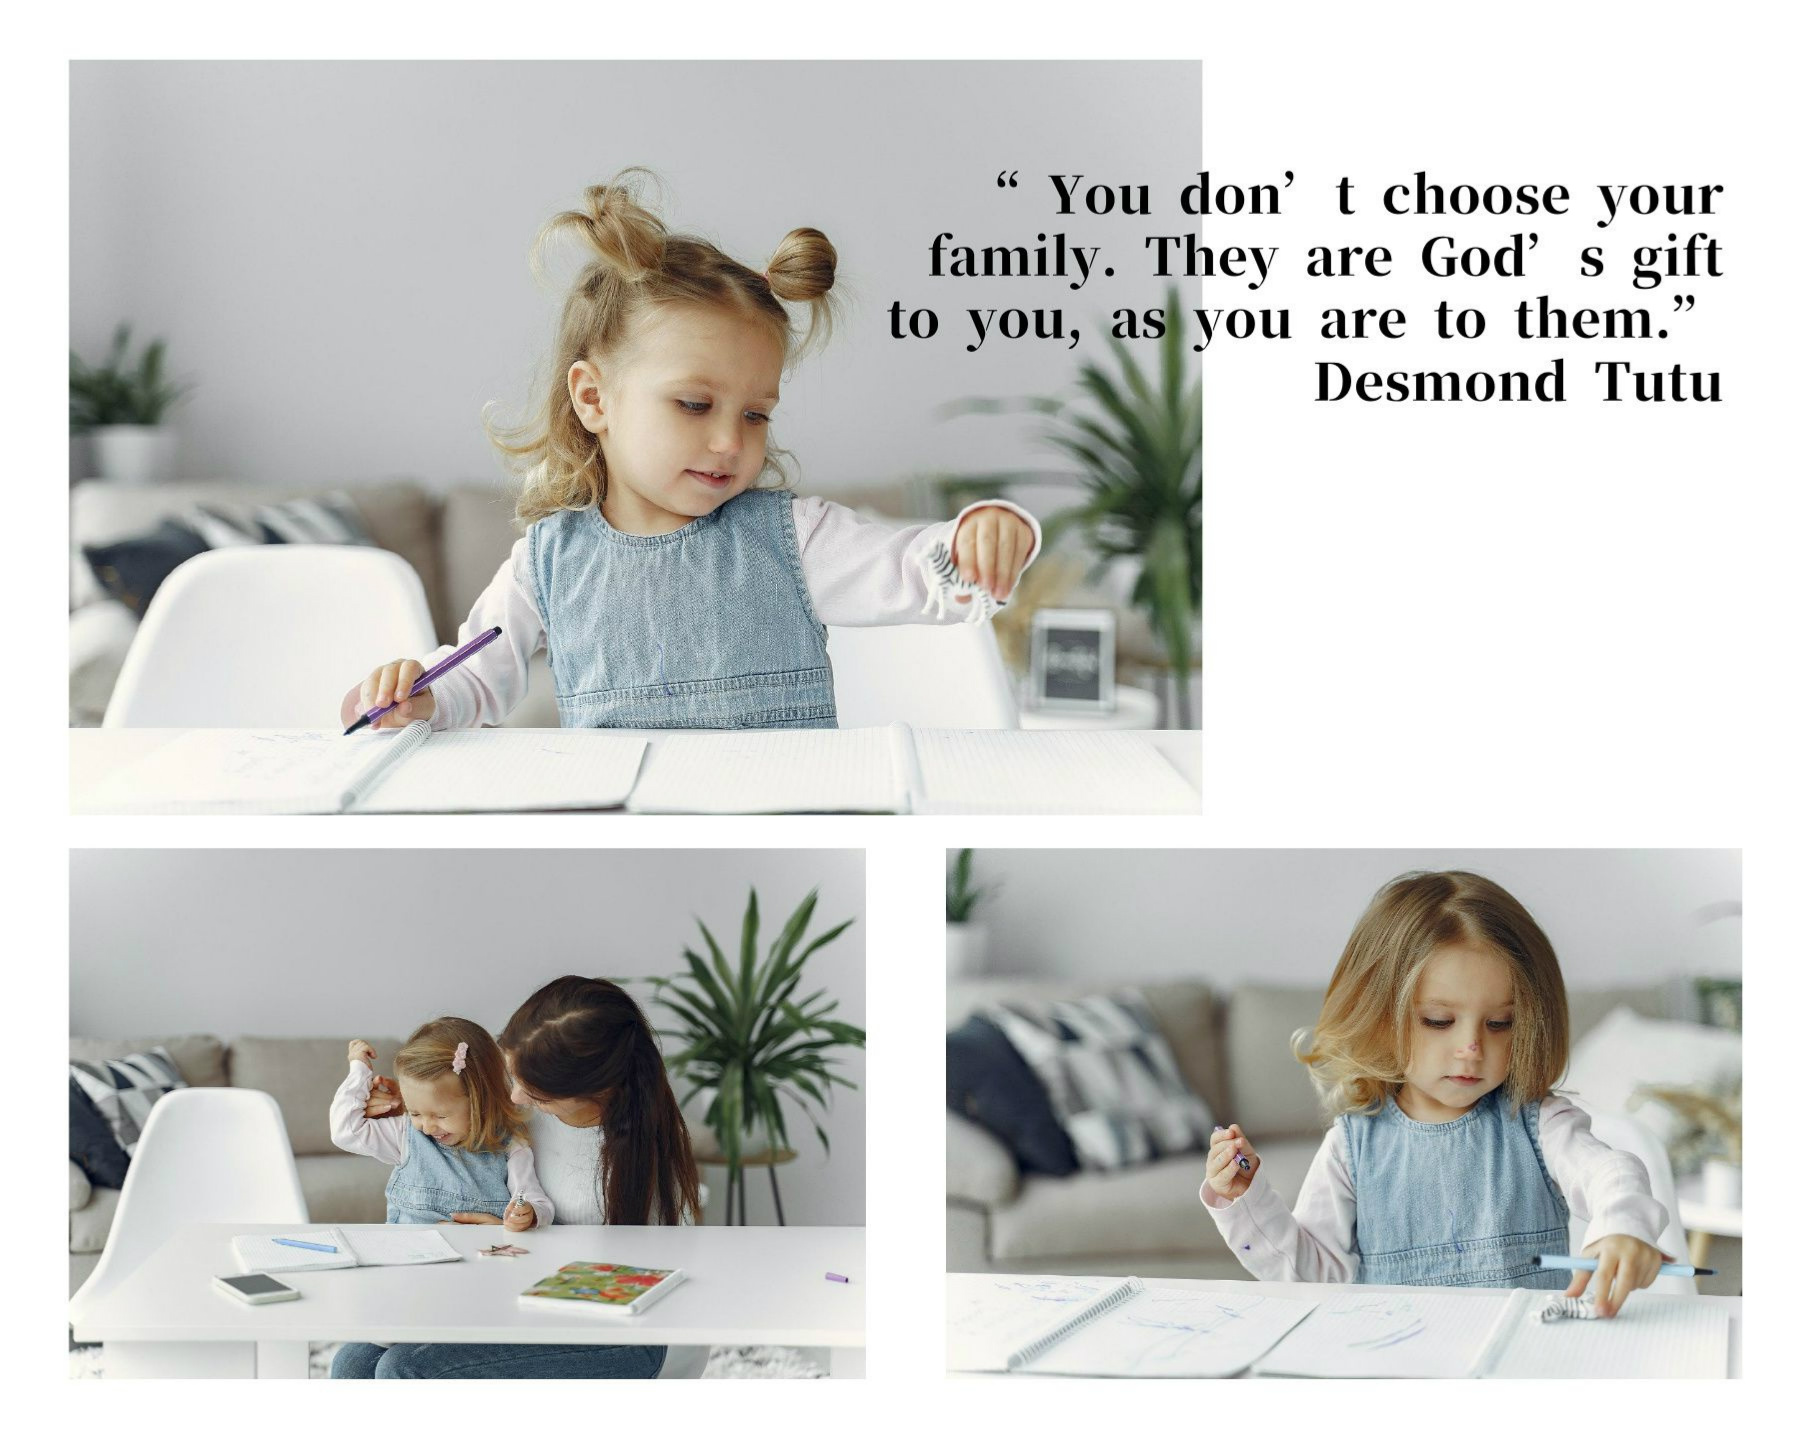 “ You don’ t choose your
family. They are God’ s gift
to you, as you are to them.”
Desmond Tutu